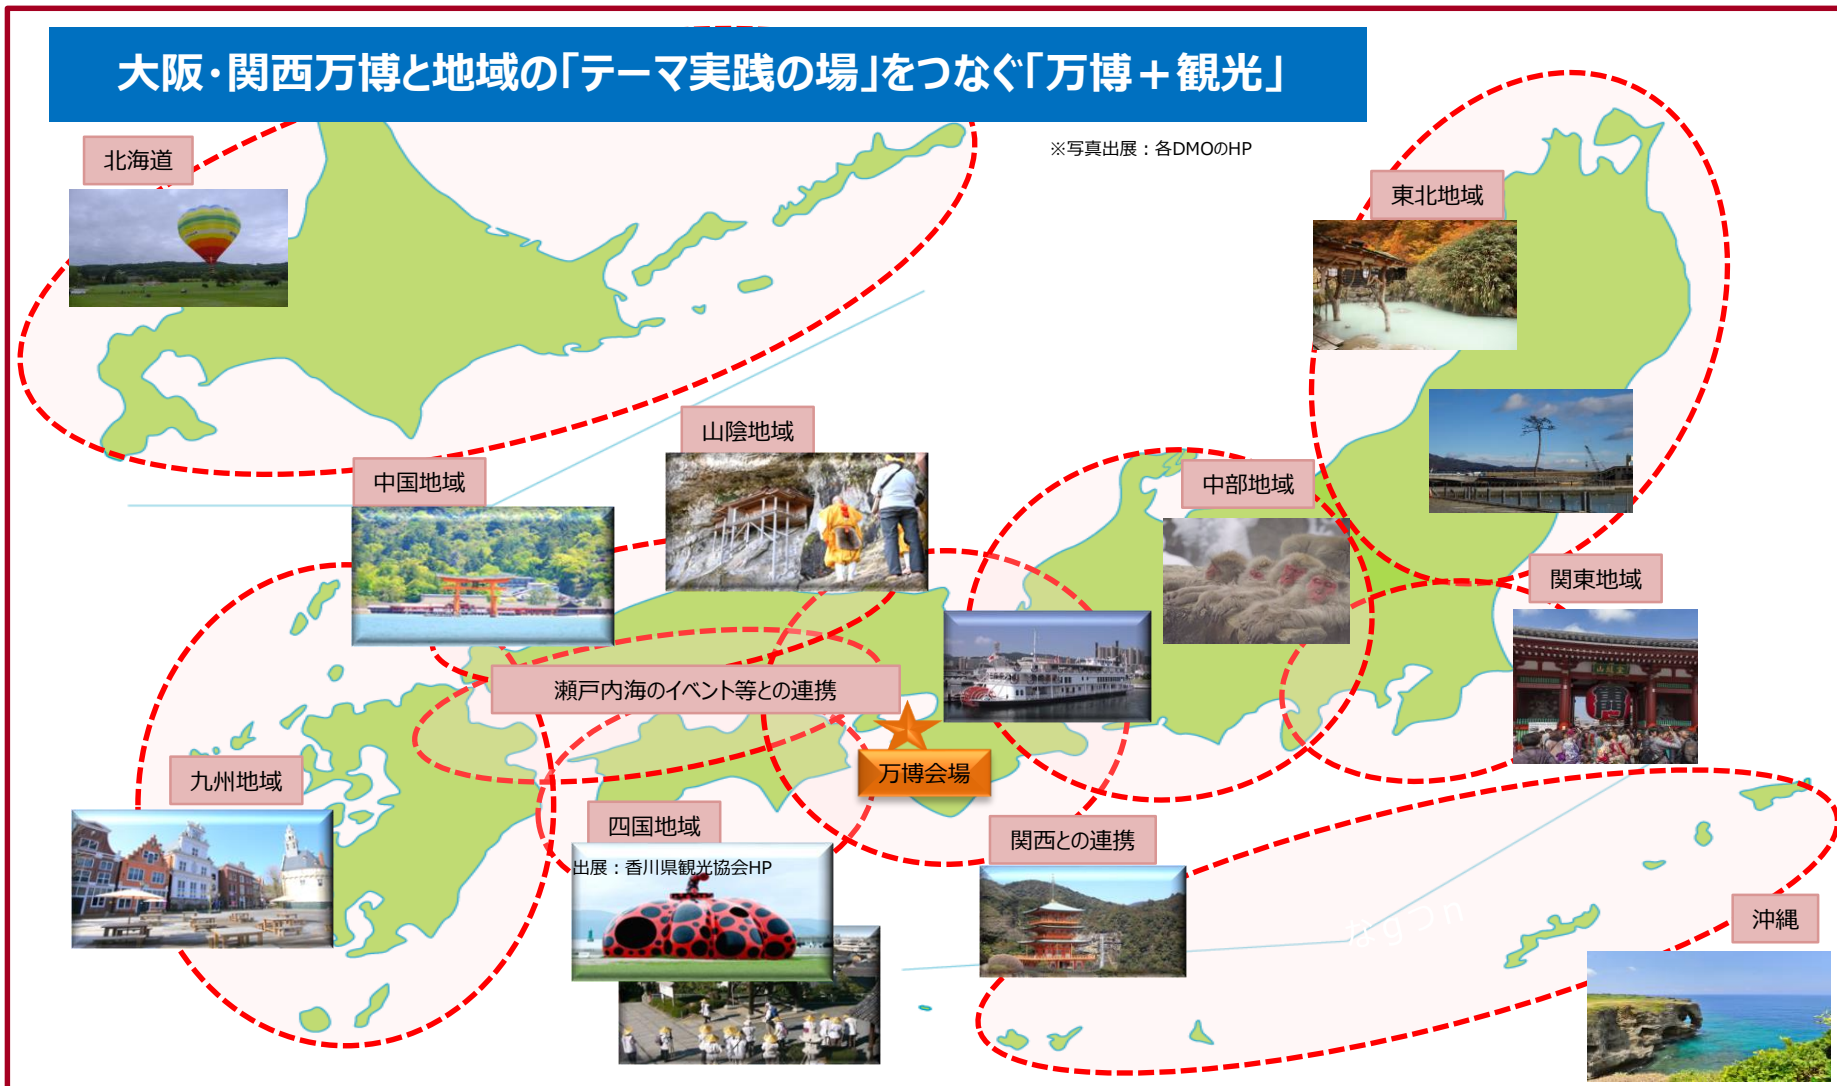 大阪・関西万博と地域の「テーマ実践の場」をつなぐ「万博＋観光」
※写真出展：各DMOのHP
北海道
東北地域
山陰地域
中国地域
中部地域
関東地域
瀬戸内海のイベント等との連携
万博会場
九州地域
四国地域
出展：香川県観光協会HP
関西との連携
なgつn
沖縄